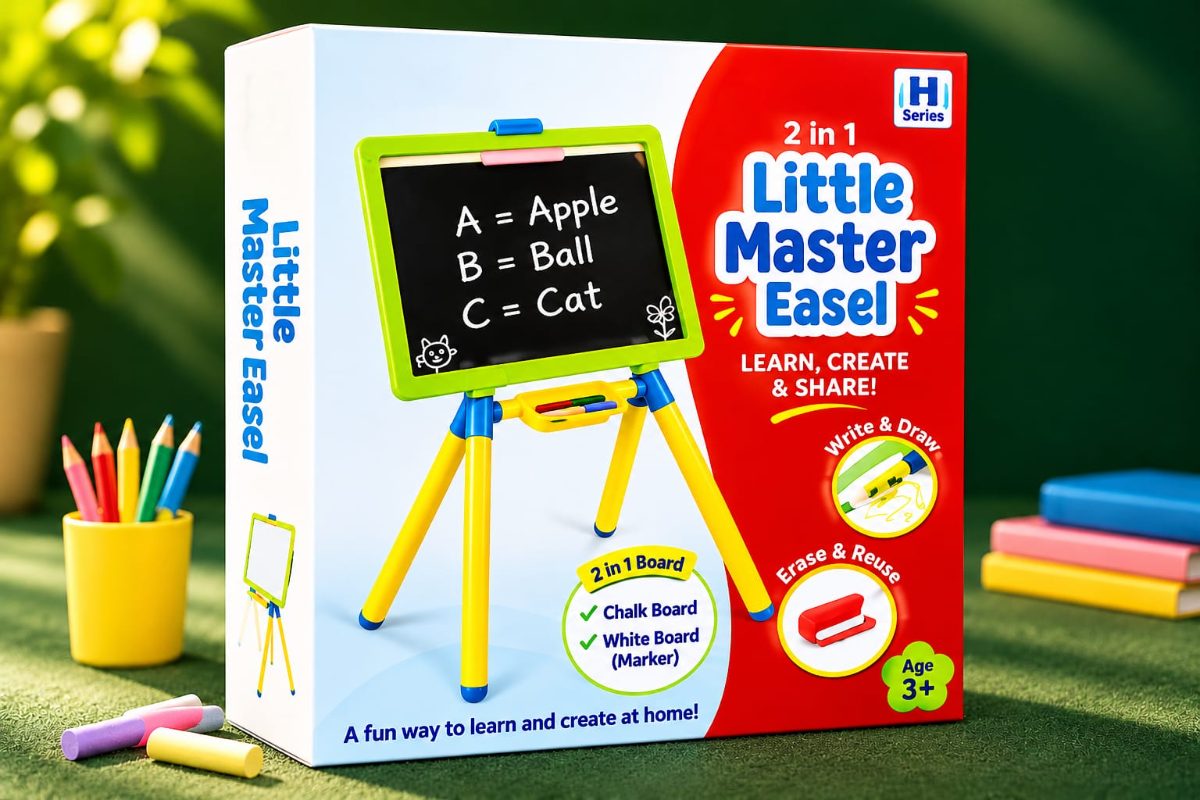 Little
Master Easel
A = Apple
B = Ball
C = Cat
H
Series
2 in 1
Little
Master
Easel
LEARN, CREATE
& SHARE!
Write & Draw
Erase & Reuse
2 in 1 Board
✓ Chalk Board
✓ White Board
(Marker)
Age
3+
A fun way to learn and create at home!